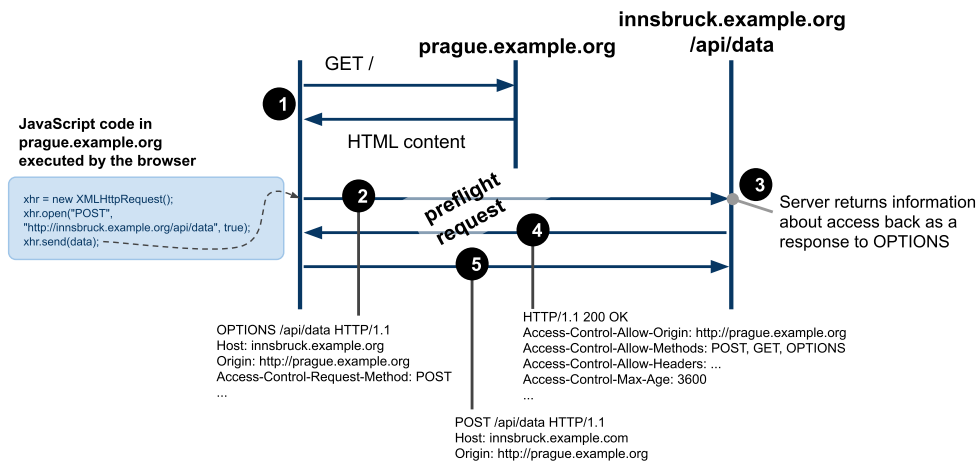 innsbruck.example.org
/api/data
prague.example.org
GET /
1
HTML content
JavaScript code in
prague.example.org
executed by the browser
xhr = new XMLHttpRequest();
xhr.open("POST",
"http://innsbruck.example.org/api/data", true);
xhr.send(data);
2
preflight
request
3
Server returns information
about access back as a
response to OPTIONS
4
5
OPTIONS /api/data HTTP/1.1
Host: innsbruck.example.org
Origin: http://prague.example.org
Access-Control-Request-Method: POST
...
HTTP/1.1 200 OK
Access-Control-Allow-Origin: http://prague.example.org
Access-Control-Allow-Methods: POST, GET, OPTIONS
Access-Control-Allow-Headers: ...
Access-Control-Max-Age: 3600
...
POST /api/data HTTP/1.1
Host: innsbruck.example.com
Origin: http://prague.example.org